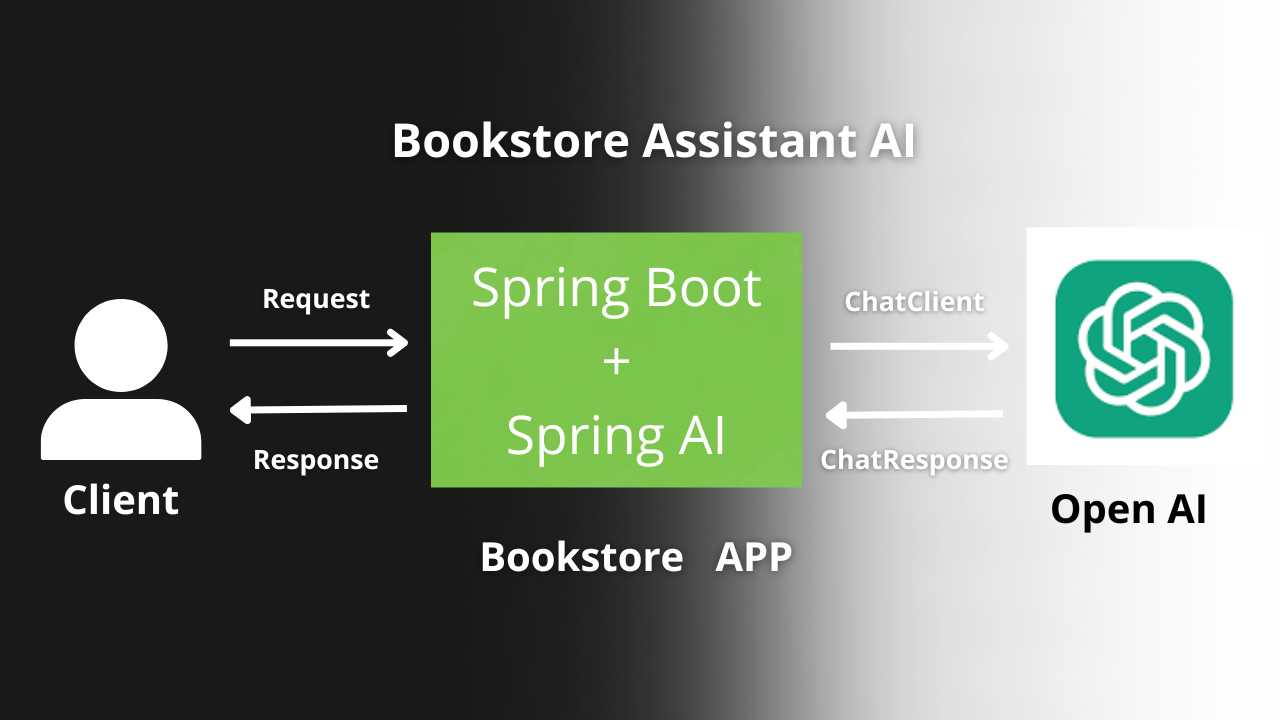 Bookstore Assistant AI
Request
Response
Client
Spring Boot
+
Spring AI
Bookstore APP
ChatClient
ChatResponse
Open AI